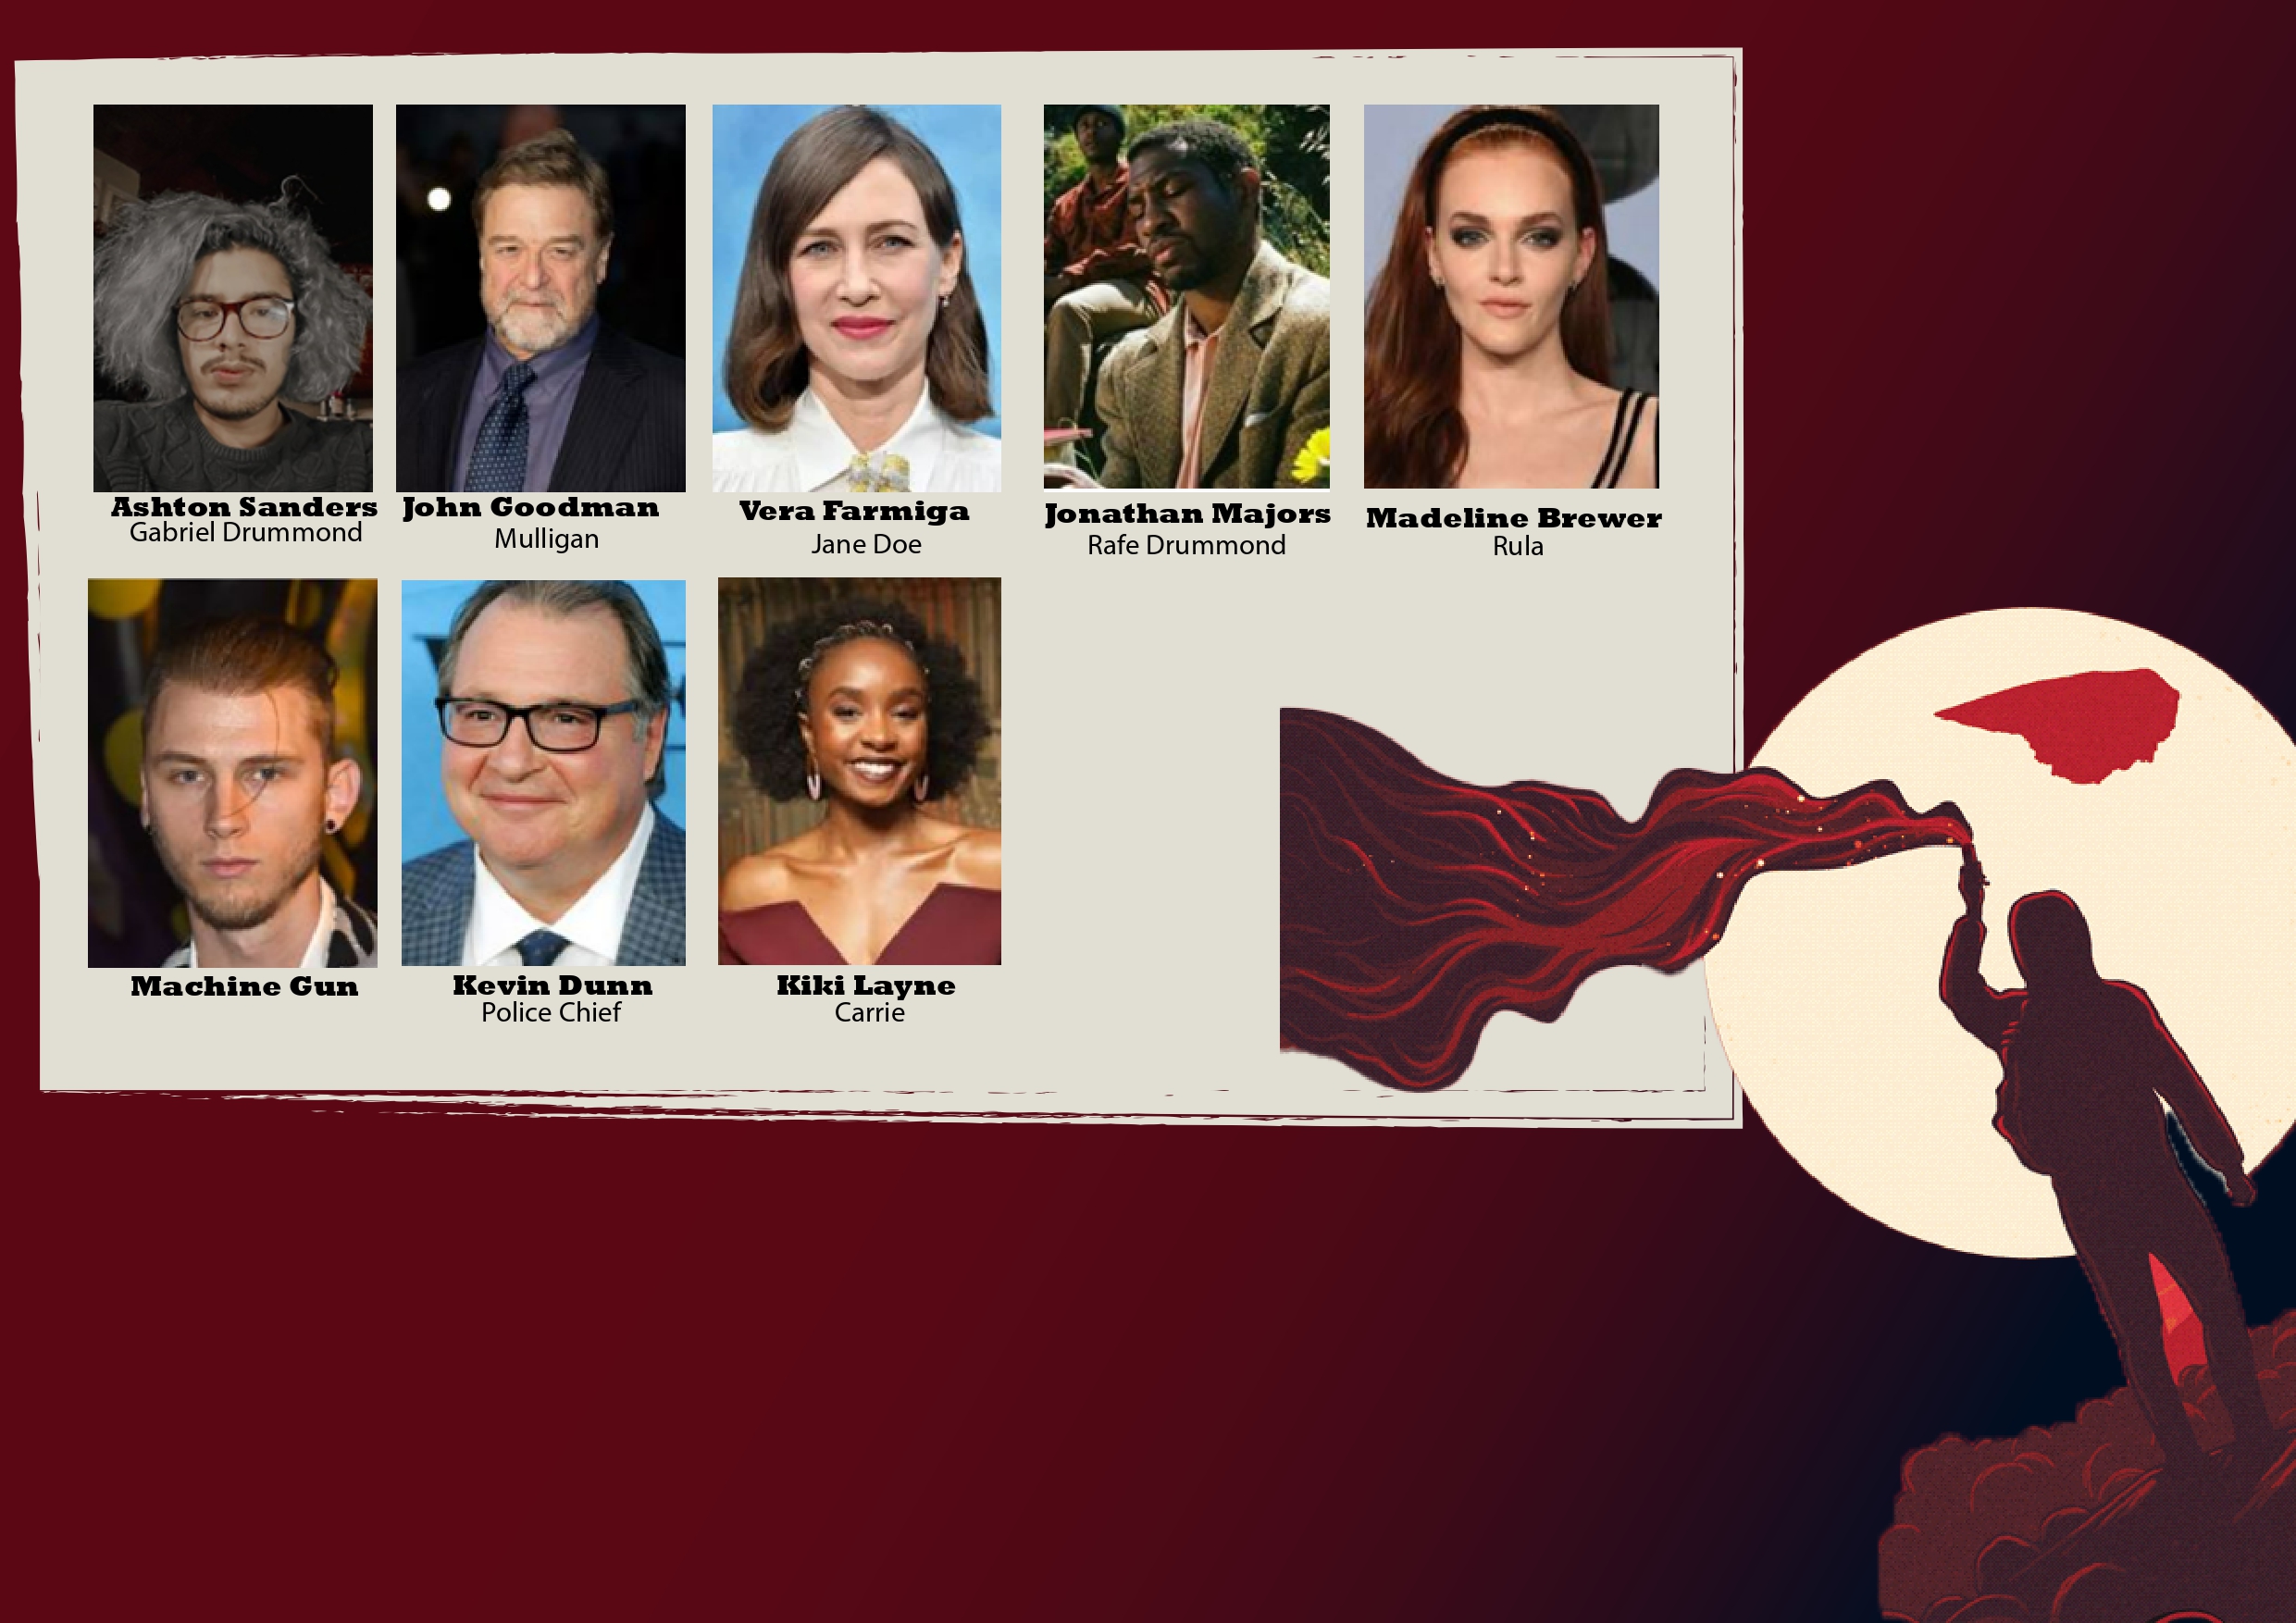 Ashton Sanders
Gabriel Drummond
John Goodman
Mulligan
Vera Farmiga
Jane Doe
Jonathan Majors
Rafe Drummond
Madeline Brewer
Rula
Machine Gun
Kevin Dunn
Police Chief
Kiki Layne
Carrie